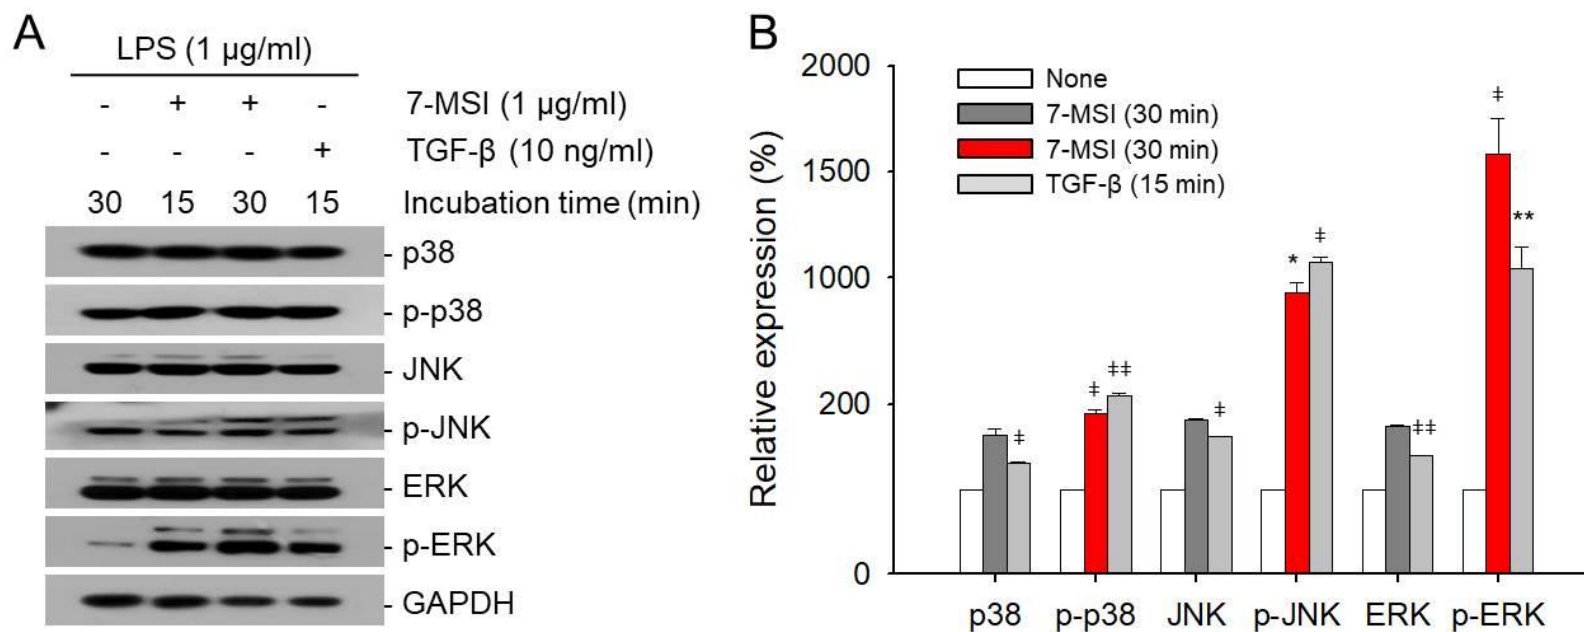 A
LPS (1 µg/ml)
- + + - 7-MSI (1 µg/ml)
- - - + TGF-β (10 ng/ml)
30 15 30 15 Incubation time (min)
- p38
- p-p38
- JNK
- p-JNK
- ERK
- p-ERK
- GAPDH
B
Relative expression (%)
2000
1500
1000
200
0
None
7-MSI (30 min)
7-MSI (30 min)
TGF-β (15 min)
‡
‡ ‡‡
‡
* ‡
‡‡
‡ **
p38 p-p38 JNK p-JNK ERK p-ERK